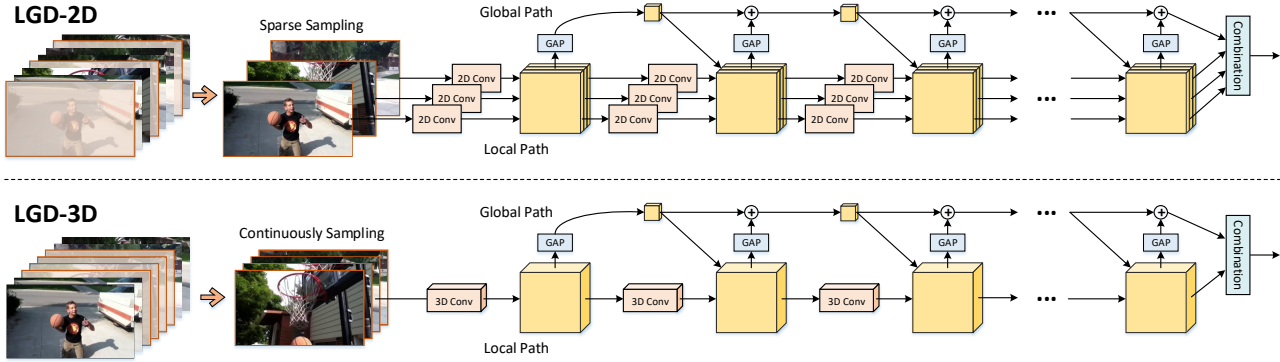 LGD-2D
Sparse Sampling
Global Path
GAP
GAP
GAP
GAP
2D Conv
2D Conv
2D Conv
2D Conv
2D Conv
2D Conv
2D Conv
2D Conv
2D Conv
...
...
Combination
Local Path
LGD-3D
Continuously Sampling
Global Path
GAP
GAP
GAP
GAP
3D Conv
3D Conv
3D Conv
...
...
Combination
Local Path